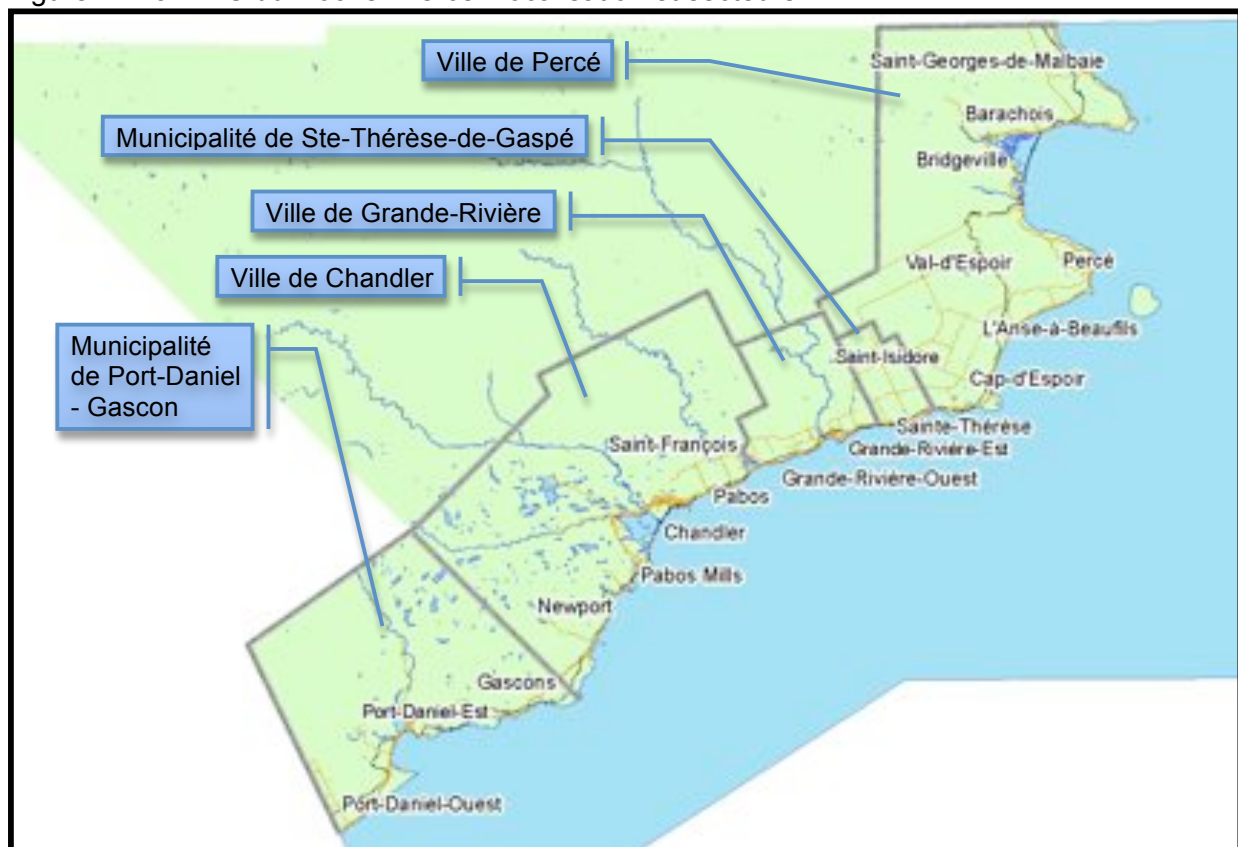 Ville de Percé
Saint-Georges-de-Malbaie
Barachois
Municipalité de Ste-Thérèse-de-Gaspé
Bridgeville
Ville de Grande-Rivière
Val-d'Espoir
Percé
Ville de Chandler
L'Anse-à-Beaufils
Municipalité
de Port-Daniel
- Gascon
Saint-Isidore
Cap-d'Espoir
Sainte-Thérèse
Saint-François
Grande-Rivière-Est
Grande-Rivière-Ouest
Pabos
Chandler
Pabos Mills
Newport
Gascons
Port-Daniel-Est
Port-Daniel-Ouest